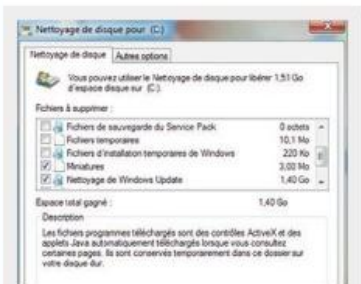 Nettoyage de disque pour (C:)
Nettoyage de disque Autres options
Vous pouvez utiliser le Nettoyage de disque pour libérer 1,51 Go
d'espace disque sur (C:).
Fichiers à supprimer :
Fichiers de sauvegarde du Service Pack 0 octets
Fichiers temporaires 10,1 Mo
Fichiers d'installation temporaires de Windows 220 Ko
Miniatures 3,00 Mo
Nettoyage de Windows Update 1,40 Go
Espace total gagné : 1,40 Go
Description
Les fichiers programmes téléchargés sont des contrôles ActiveX et des
applets Java automatiquement téléchargés lorsque vous consultez
certaines pages. Ils sont conservés temporairement dans ce dossier sur
votre disque dur.